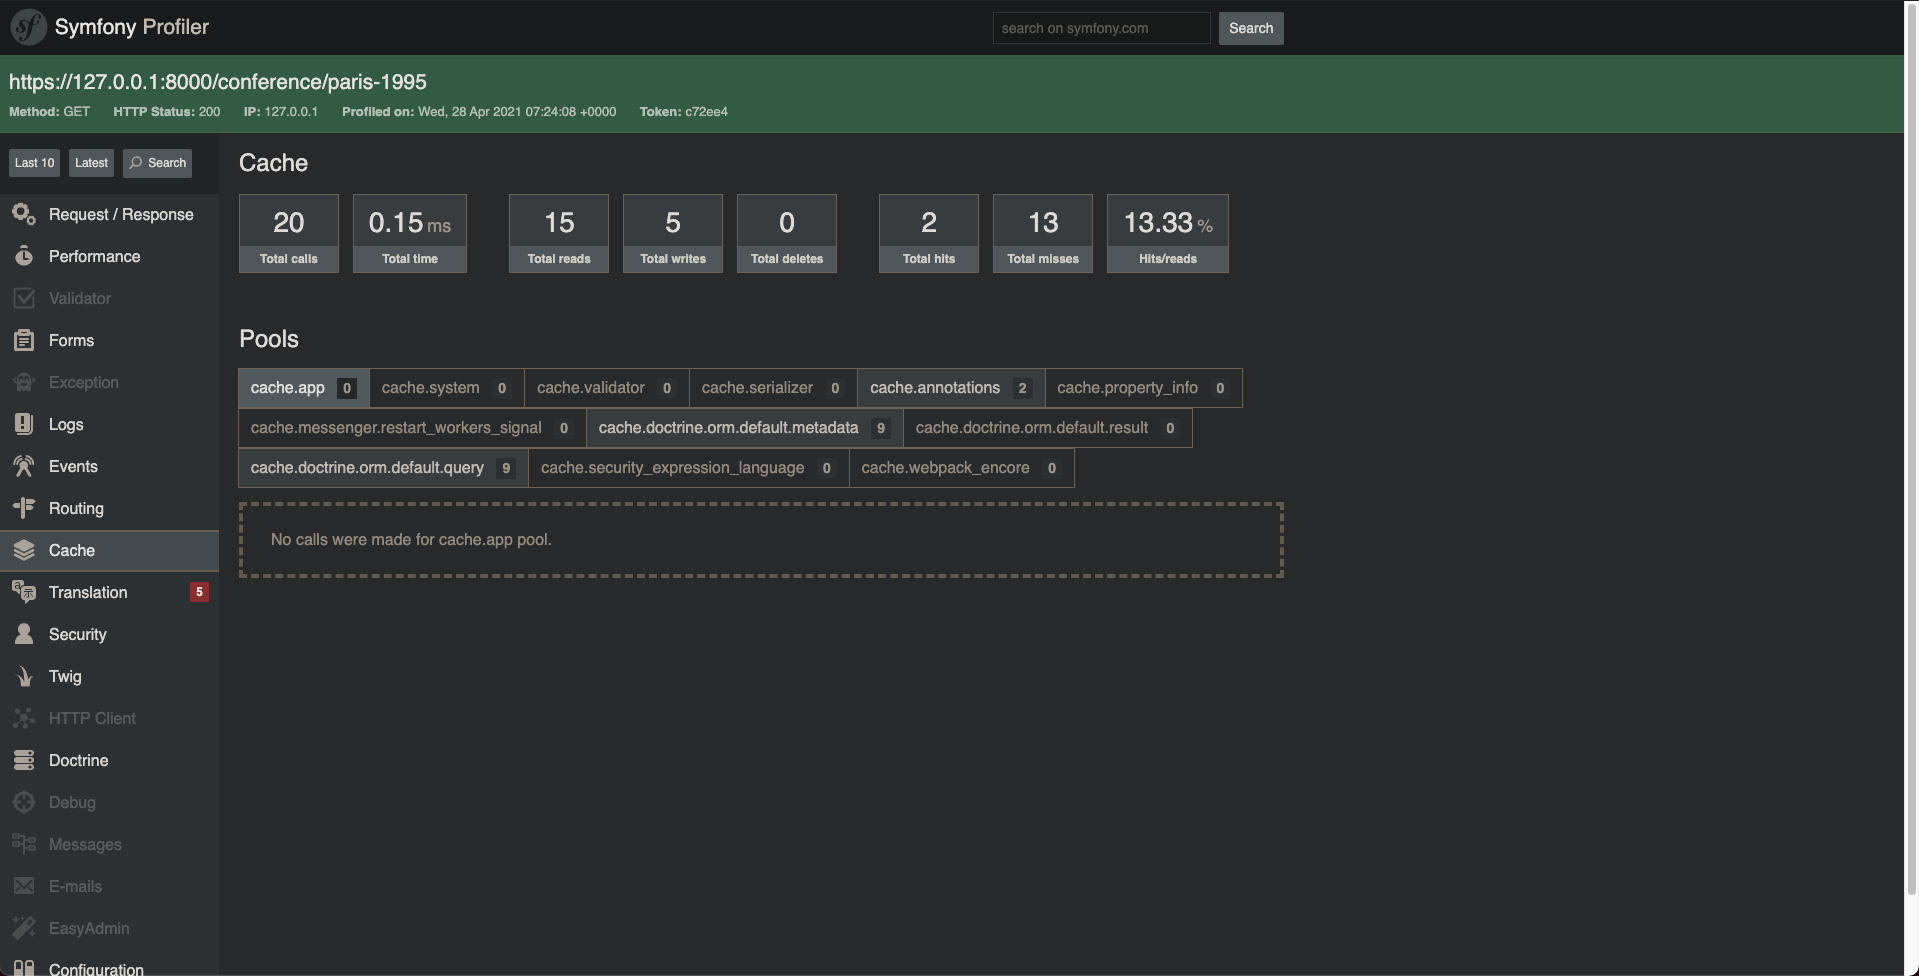 sf Symfony Profiler
search on symfony.com Search
https://127.0.0.1:8000/conference/paris-1995
Method: GET HTTP Status: 200 IP: 127.0.0.1 Profiled on: Wed, 28 Apr 2021 07:24:08 +0000 Token: c72ee4
Last 10 Latest Search
Request / Response
Performance
Validator
Forms
Exception
Logs
Events
Routing
Cache
Translation 5
Security
Twig
HTTP Client
Doctrine
Debug
Messages
E-mails
EasyAdmin
Configuration
Cache
20 0.15 ms 15 5 0 2 13 13.33 %
Total calls Total time Total reads Total writes Total deletes Total hits Total misses Hits/reads
Pools
cache.app 0 cache.system 0 cache.validator 0 cache.serializer 0 cache.annotations 2 cache.property_info 0
cache.messenger.restart_workers_signal 0 cache.doctrine.orm.default.metadata 9 cache.doctrine.orm.default.result 0
cache.doctrine.orm.default.query 9 cache.security_expression_language 0 cache.webpack_encore 0
No calls were made for cache.app pool.